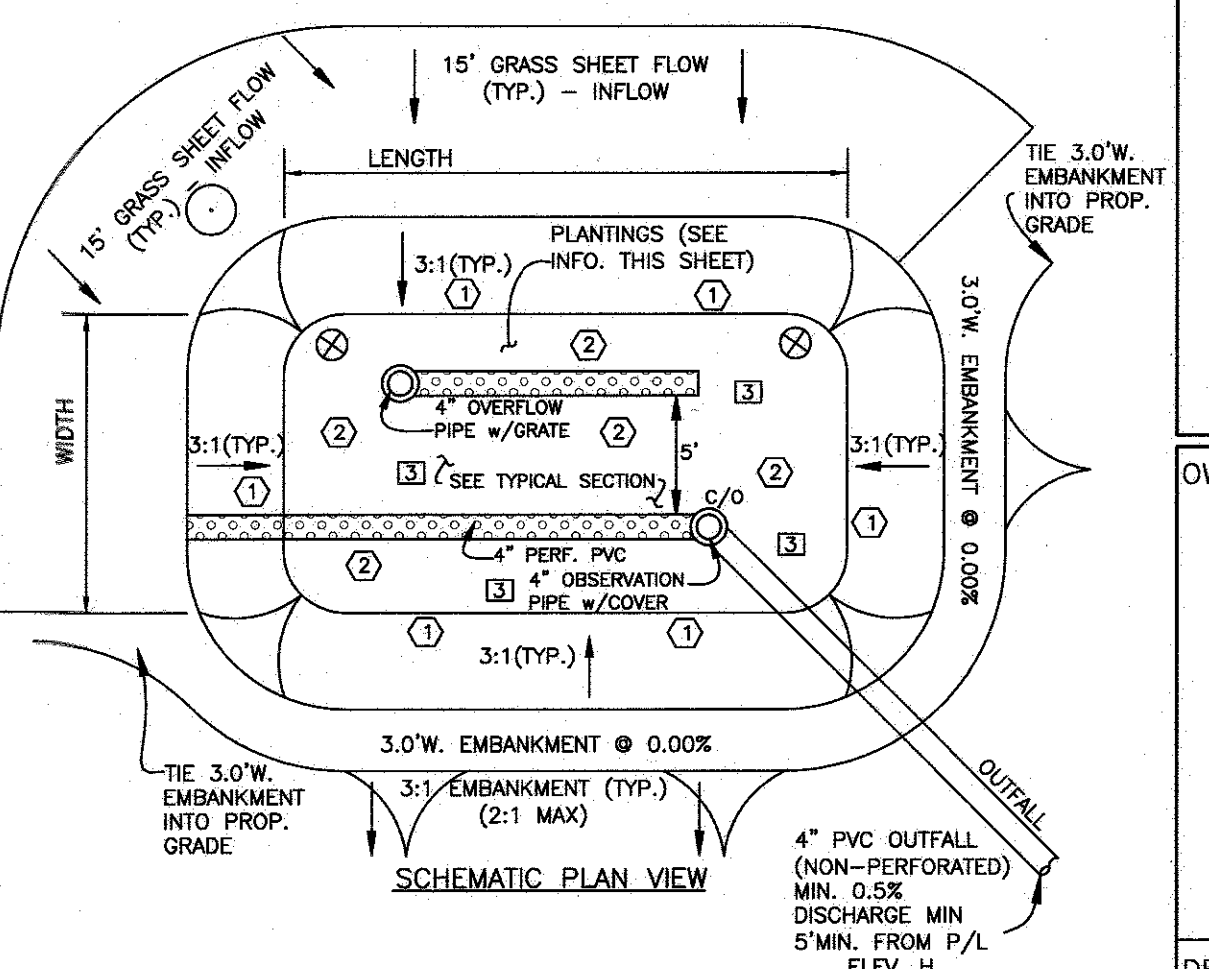 15' GRASS SHEET FLOW
(TYP.) - INFLOW
15' GRASS SHEET FLOW
(TYP.) - INFLOW
LENGTH
TIE 3.0'W.
EMBANKMENT
INTO PROP.
GRADE
PLANTINGS (SEE
INFO. THIS SHEET)
3:1(TYP.)
1
1
2
3
4" OVERFLOW
PIPE w/GRATE
2
2
WIDTH
3:1(TYP.)
1
5'
3:1(TYP.)
3.0'W. EMBANKMENT @ 0.00%
3
SEE TYPICAL SECTION
2
C/O
1
4" PERF. PVC
3
2
4" OBSERVATION
PIPE w/COVER
3
1
1
3:1(TYP.)
3.0'W. EMBANKMENT @ 0.00%
TIE 3.0'W.
EMBANKMENT
INTO PROP.
GRADE
3:1 EMBANKMENT (TYP.)
(2:1 MAX)
OUTFALL
SCHEMATIC PLAN VIEW
4" PVC OUTFALL
(NON-PERFORATED)
MIN. 0.5%
DISCHARGE MIN
5'MIN. FROM P/L
ELEV. H